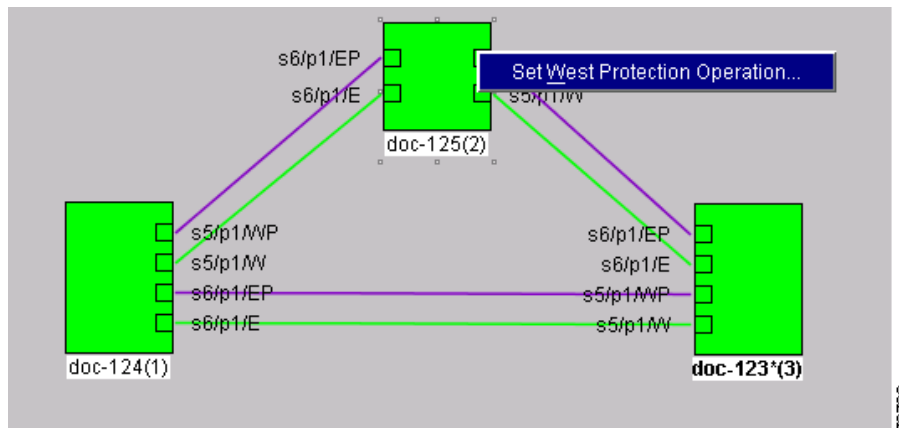 s6/p1/EP
Set West Protection Operation...
s6/p1/E
s5/p1/W
doc-125(2)
s5/p1/WP
s6/p1/EP
s5/p1/W
s6/p1/E
s6/p1/EP
s5/p1/WP
s6/p1/E
s5/p1/W
doc-124(1)
doc-123*(3)